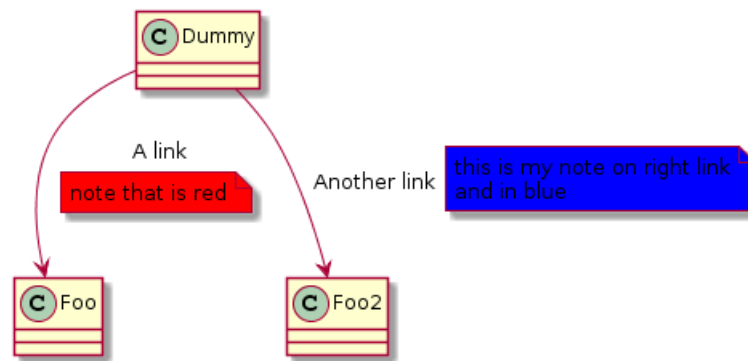 C Dummy
A link
note that is red
Another link
this is my note on right link
and in blue
C Foo
C Foo2